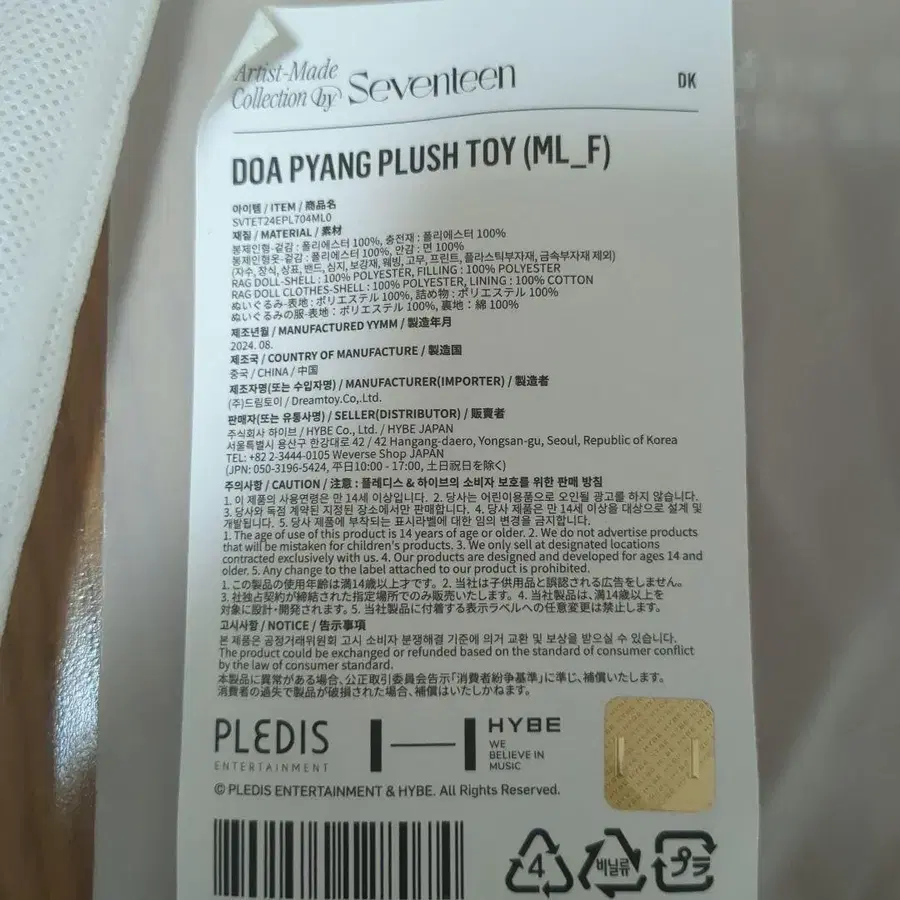 Artist-Made
Collection by Seventeen
DK
DOA PYANG PLUSH TOY (ML_F)
아이템 / ITEM / 商品名
SVTET24EPL704ML0
재질 / MATERIAL / 素材
봉제인형-겉감 : 폴리에스터 100%, 충전재 : 폴리에스터 100%
봉제인형옷-겉감 : 폴리에스터 100%, 안감 : 면 100%
(자수, 장식, 상표, 밴드, 심지, 보강재, 웨빙, 고무, 프린트, 플라스틱부자재, 금속부자재 제외)
RAG DOLL-SHELL : 100% POLYESTER, FILLING : 100% POLYESTER
RAG DOLL CLOTHES-SHELL : 100% POLYESTER, LINING : 100% COTTON
ぬいぐるみ-表地 : ポリエステル 100%, 詰め物 : ポリエステル 100%
ぬいぐるみの服-表地 : ポリエステル 100%, 裏地 : 綿 100%
제조년월 / MANUFACTURED YYMM / 製造年月
2024. 08.
제조국 / COUNTRY OF MANUFACTURE / 製造国
중국 / CHINA / 中国
제조자명(또는 수입자명) / MANUFACTURER(IMPORTER) / 製造者
(주)드림토이 / Dreamtoy.Co,.Ltd.
판매자(또는 유통사명) / SELLER(DISTRIBUTOR) / 販賣者
주식회사 하이브 / HYBE Co., Ltd. / HYBE JAPAN
서울특별시 용산구 한강대로 42 / 42 Hangang-daero, Yongsan-gu, Seoul, Republic of Korea
TEL: +82 2-3444-0105 Weverse Shop JAPAN
(JPN: 050-3196-5424, 平日10:00 - 17:00, 土日祝日を除く)
주의사항 / CAUTION / 注意 : 플레디스 & 하이브의 소비자 보호를 위한 판매 방침
1. 이 제품의 사용연령은 만 14세 이상입니다. 2. 당사는 어린이용품으로 오인될 광고를 하지 않습니다.
3. 당사와 독점 계약된 지정된 장소에서만 판매합니다. 4. 당사 제품은 만 14세 이상을 대상으로 설계 및
개발됩니다. 5. 당사 제품에 부착되는 표시라벨에 대한 임의 변경을 금지합니다.
1. The age of use of this product is 14 years of age or older. 2. We do not advertise products
that will be mistaken for children's products. 3. We only sell at designated locations
contracted exclusively with us. 4. Our products are designed and developed for ages 14 and
older. 5. Any change to the label attached to our product is prohibited.
1. この製品の使用年齢は満14歳以上才です。2. 当社は子供用品と誤認される広告をしません。
3. 社独占契約が締結された指定場所でのみ販売いたします。4. 当社製品は、満14歳以上を
対象に設計・開発されます。5. 当社製品に付着する表示ラベルへの任意変更は禁止します。
고시사항 / NOTICE / 告示事項
본 제품은 공정거래위원회 고시 소비자 분쟁해결 기준에 의거 교환 및 보상을 받으실 수 있습니다.
The product could be exchanged or refunded based on the standard of consumer conflict
by the law of consumer standard.
本製品に異常がある場合、公正取引委員会告示「消費者紛争基準」に準じ、補償いたします。
消費者の過失で製品が破損された場合、補償はいたしかねます。
PLEDIS
ENTERTAINMENT
HYBE
WE
BELIEVE IN
MUSIC
© PLEDIS ENTERTAINMENT & HYBE. All Rights Reserved.
4
비닐류
プラ